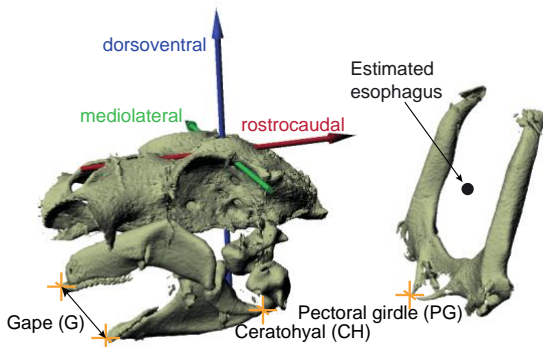 dorsoventral
Estimated
esophagus
mediolateral
rostrocaudal
Gape (G)
Ceratohyal (CH)
Pectoral girdle (PG)